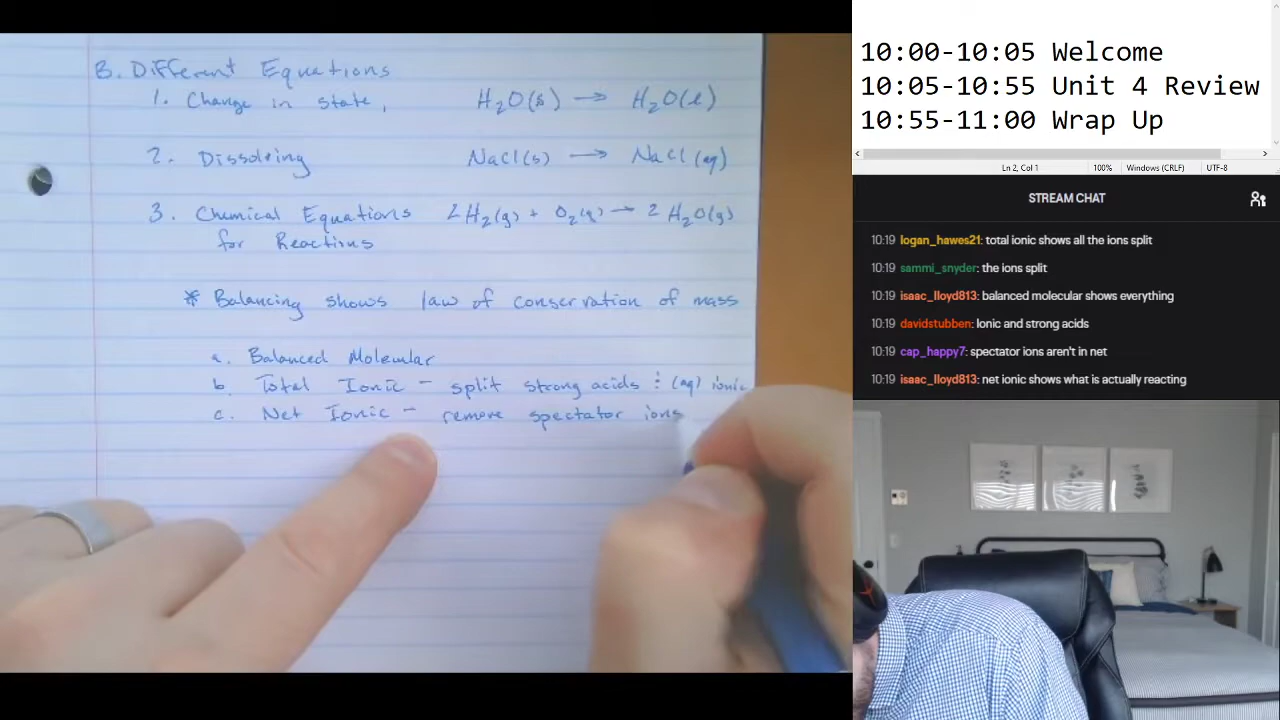 B. Different Equations
1. Change in state, H₂O(s) → H₂O(l)
2. Dissolving NaCl(s) → NaCl(aq)
3. Chemical Equations 2H₂(g) + O₂(g) → 2 H₂O(g)
for Reactions
* Balancing shows law of conservation of mass
a. Balanced Molecular
b. Total Ionic - split strong acids : (aq) ionic
c. Net Ionic - remove spectator ions
10:00-10:05 Welcome
10:05-10:55 Unit 4 Review
10:55-11:00 Wrap Up
Ln 2, Col 1 100% Windows (CRLF) UTF-8
STREAM CHAT
10:19 logan_hawes21: total ionic shows all the ions split
10:19 sammi_snyder: the ions split
10:19 isaac_lloyd813: balanced molecular shows everything
10:19 davidstubben: Ionic and strong acids
10:19 cap_happy7: spectator ions aren't in net
10:19 isaac_lloyd813: net ionic shows what is actually reacting